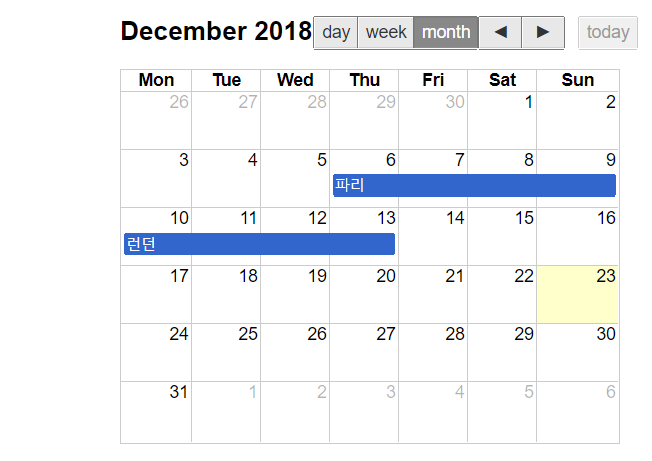 December 2018 day week month ◀ ▶ today
Mon Tue Wed Thu Fri Sat Sun
26 27 28 29 30 1 2
3 4 5 6 7 8 9
파리
10 11 12 13 14 15 16
런던
17 18 19 20 21 22 23
24 25 26 27 28 29 30
31 1 2 3 4 5 6